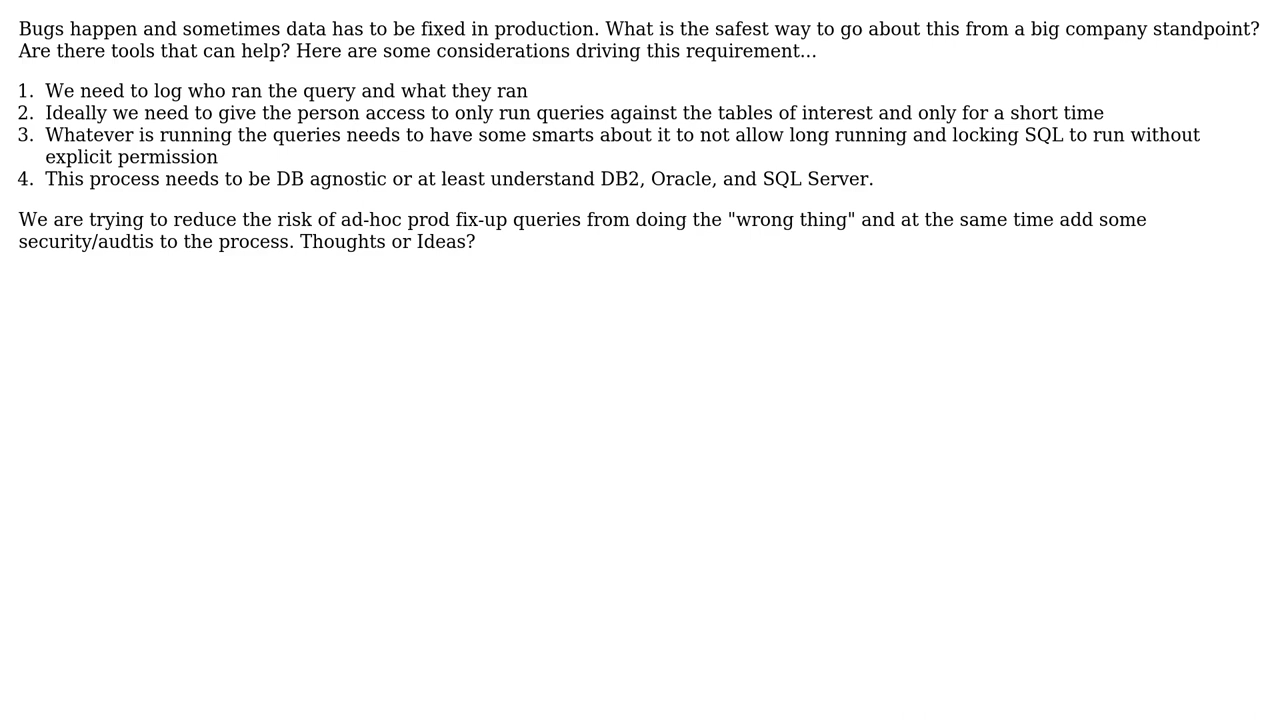 Bugs happen and sometimes data has to be fixed in production. What is the safest way to go about this from a big company standpoint?
Are there tools that can help? Here are some considerations driving this requirement...
1. We need to log who ran the query and what they ran
2. Ideally we need to give the person access to only run queries against the tables of interest and only for a short time
3. Whatever is running the queries needs to have some smarts about it to not allow long running and locking SQL to run without
explicit permission
4. This process needs to be DB agnostic or at least understand DB2, Oracle, and SQL Server.
We are trying to reduce the risk of ad-hoc prod fix-up queries from doing the "wrong thing" and at the same time add some
security/audtis to the process. Thoughts or Ideas?